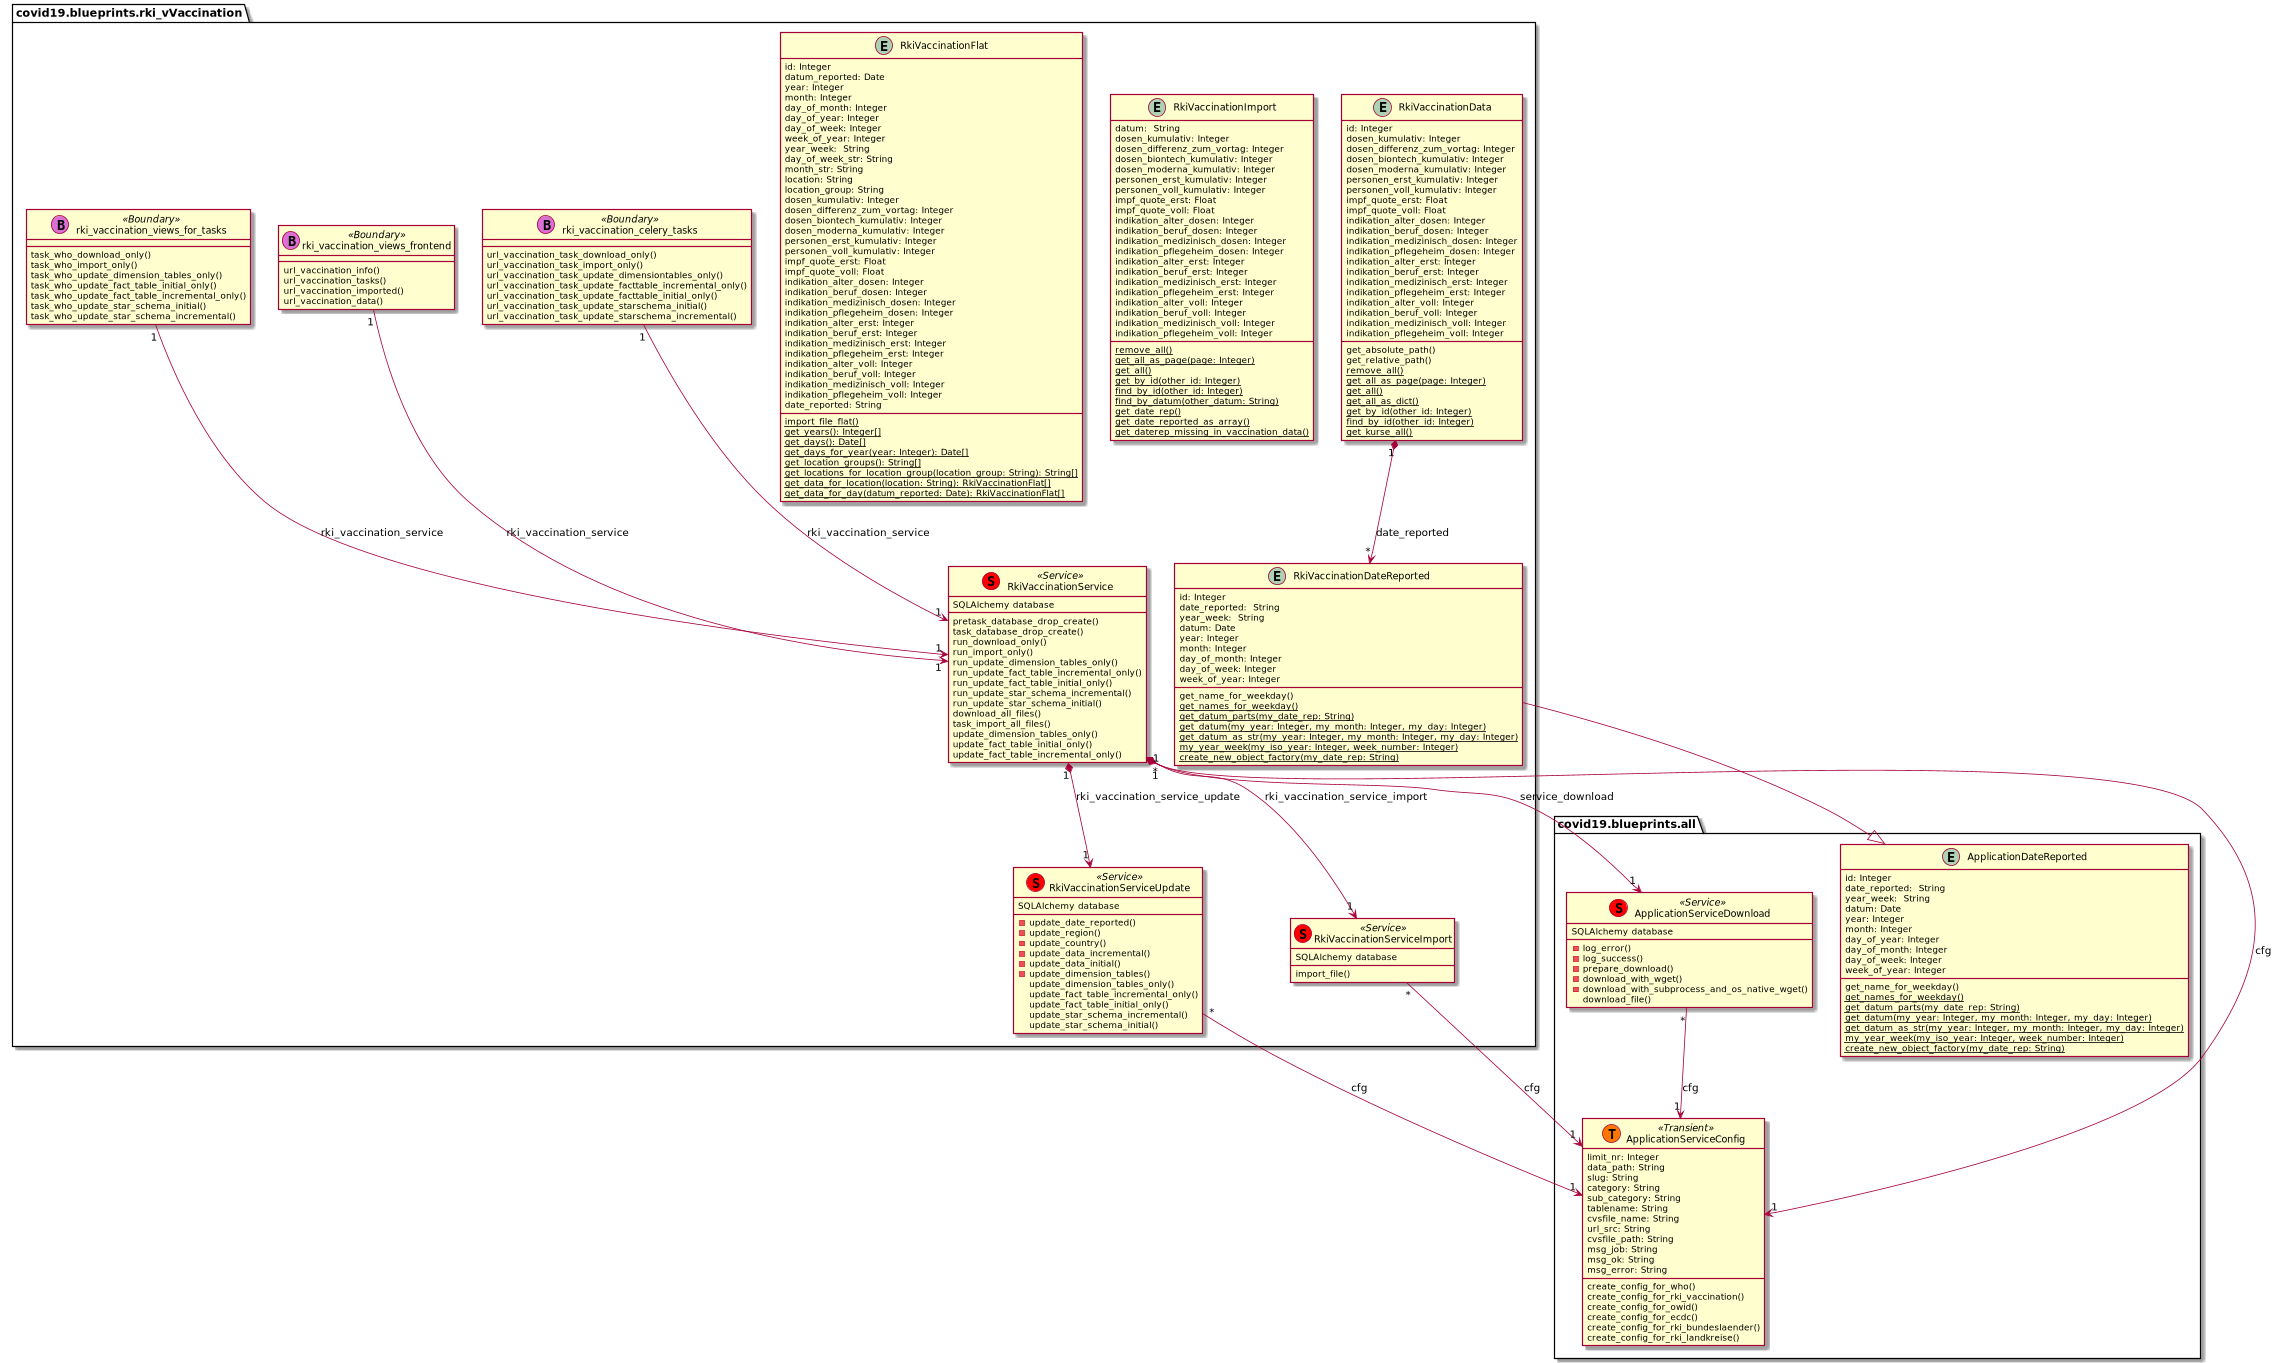 covid19.blueprints.rki_vVaccination
E RkiVaccinationFlat
id: Integer
datum_reported: Date
year: Integer
month: Integer
day_of_month: Integer
day_of_year: Integer
day_of_week: Integer
week_of_year: Integer
year_week:  String
day_of_week_str: String
month_str: String
location: String
location_group: String
dosen_kumulativ: Integer
dosen_differenz_zum_vortag: Integer
dosen_biontech_kumulativ: Integer
dosen_moderna_kumulativ: Integer
personen_erst_kumulativ: Integer
personen_voll_kumulativ: Integer
impf_quote_erst: Float
impf_quote_voll: Float
indikation_alter_dosen: Integer
indikation_beruf_dosen: Integer
indikation_medizinisch_dosen: Integer
indikation_pflegeheim_dosen: Integer
indikation_alter_erst: Integer
indikation_beruf_erst: Integer
indikation_medizinisch_erst: Integer
indikation_pflegeheim_erst: Integer
indikation_alter_voll: Integer
indikation_beruf_voll: Integer
indikation_medizinisch_voll: Integer
indikation_pflegeheim_voll: Integer
date_reported: String
import_file_flat()
get_years(): Integer[]
get_days(): Date[]
get_days_for_year(year: Integer): Date[]
get_location_groups(): String[]
get_locations_for_location_group(location_group: String): String[]
get_data_for_location(location: String): RkiVaccinationFlat[]
get_data_for_day(datum_reported: Date): RkiVaccinationFlat[]
E RkiVaccinationImport
datum:  String
dosen_kumulativ: Integer
dosen_differenz_zum_vortag: Integer
dosen_biontech_kumulativ: Integer
dosen_moderna_kumulativ: Integer
personen_erst_kumulativ: Integer
personen_voll_kumulativ: Integer
impf_quote_erst: Float
impf_quote_voll: Float
indikation_alter_dosen: Integer
indikation_beruf_dosen: Integer
indikation_medizinisch_dosen: Integer
indikation_pflegeheim_dosen: Integer
indikation_alter_erst: Integer
indikation_beruf_erst: Integer
indikation_medizinisch_erst: Integer
indikation_pflegeheim_erst: Integer
indikation_alter_voll: Integer
indikation_beruf_voll: Integer
indikation_medizinisch_voll: Integer
indikation_pflegeheim_voll: Integer
remove_all()
get_all_as_page(page: Integer)
get_all()
get_by_id(other_id: Integer)
find_by_id(other_id: Integer)
find_by_datum(other_datum: String)
get_date_rep()
get_date_reported_as_array()
get_daterep_missing_in_vaccination_data()
E RkiVaccinationData
id: Integer
dosen_kumulativ: Integer
dosen_differenz_zum_vortag: Integer
dosen_biontech_kumulativ: Integer
dosen_moderna_kumulativ: Integer
personen_erst_kumulativ: Integer
personen_voll_kumulativ: Integer
impf_quote_erst: Float
impf_quote_voll: Float
indikation_alter_dosen: Integer
indikation_beruf_dosen: Integer
indikation_medizinisch_dosen: Integer
indikation_pflegeheim_dosen: Integer
indikation_alter_erst: Integer
indikation_beruf_erst: Integer
indikation_medizinisch_erst: Integer
indikation_pflegeheim_erst: Integer
indikation_alter_voll: Integer
indikation_beruf_voll: Integer
indikation_medizinisch_voll: Integer
indikation_pflegeheim_voll: Integer
get_absolute_path()
get_relative_path()
remove_all()
get_all_as_page(page: Integer)
get_all()
get_all_as_dict()
get_by_id(other_id: Integer)
find_by_id(other_id: Integer)
get_kurse_all()
B «Boundary»
rki_vaccination_views_for_tasks
task_who_download_only()
task_who_import_only()
task_who_update_dimension_tables_only()
task_who_update_fact_table_initial_only()
task_who_update_fact_table_incremental_only()
task_who_update_star_schema_initial()
task_who_update_star_schema_incremental()
B «Boundary»
rki_vaccination_views_frontend
url_vaccination_info()
url_vaccination_tasks()
url_vaccination_imported()
url_vaccination_data()
B «Boundary»
rki_vaccination_celery_tasks
url_vaccination_task_download_only()
url_vaccination_task_import_only()
url_vaccination_task_update_dimensiontables_only()
url_vaccination_task_update_facttable_incremental_only()
url_vaccination_task_update_facttable_initial_only()
url_vaccination_task_update_starschema_initial()
url_vaccination_task_update_starschema_incremental()
1
1
1
1
rki_vaccination_service
rki_vaccination_service
rki_vaccination_service
date_reported
*
1
1
1
S «Service»
RkiVaccinationService
SQLAlchemy database
pretask_database_drop_create()
task_database_drop_create()
run_download_only()
run_import_only()
run_update_dimension_tables_only()
run_update_fact_table_incremental_only()
run_update_fact_table_initial_only()
run_update_star_schema_incremental()
run_update_star_schema_initial()
download_all_files()
task_import_all_files()
update_dimension_tables_only()
update_fact_table_initial_only()
update_fact_table_incremental_only()
E RkiVaccinationDateReported
id: Integer
date_reported:  String
year_week:  String
datum: Date
year: Integer
month: Integer
day_of_month: Integer
day_of_week: Integer
week_of_year: Integer
get_name_for_weekday()
get_names_for_weekday()
get_datum_parts(my_date_rep: String)
get_datum(my_year: Integer, my_month: Integer, my_day: Integer)
get_datum_as_str(my_year: Integer, my_month: Integer, my_day: Integer)
my_year_week(my_iso_year: Integer, week_number: Integer)
create_new_object_factory(my_date_rep: String)
1
1
*
1
rki_vaccination_service_update
rki_vaccination_service_import
service_download
1
1
1
S «Service»
RkiVaccinationServiceUpdate
SQLAlchemy database
update_date_reported()
update_region()
update_country()
update_data_incremental()
update_data_initial()
update_dimension_tables()
update_dimension_tables_only()
update_fact_table_incremental_only()
update_fact_table_initial_only()
update_star_schema_incremental()
update_star_schema_initial()
S «Service»
RkiVaccinationServiceImport
SQLAlchemy database
import_file()
covid19.blueprints.all
S «Service»
ApplicationServiceDownload
SQLAlchemy database
log_error()
log_success()
prepare_download()
download_with_wget()
download_with_subprocess_and_os_native_wget()
download_file()
E ApplicationDateReported
id: Integer
date_reported:  String
year_week:  String
datum: Date
year: Integer
month: Integer
day_of_year: Integer
day_of_month: Integer
day_of_week: Integer
week_of_year: Integer
get_name_for_weekday()
get_names_for_weekday()
get_datum_parts(my_date_rep: String)
get_datum(my_year: Integer, my_month: Integer, my_day: Integer)
get_datum_as_str(my_year: Integer, my_month: Integer, my_day: Integer)
my_year_week(my_iso_year: Integer, week_number: Integer)
create_new_object_factory(my_date_rep: String)
cfg
*
*
*
cfg
cfg
cfg
1
1
1
1
T «Transient»
ApplicationServiceConfig
limit_nr: Integer
data_path: String
slug: String
category: String
sub_category: String
tablename: String
cvsfile_name: String
url_src: String
cvsfile_path: String
msg_job: String
msg_ok: String
msg_error: String
create_config_for_who()
create_config_for_rki_vaccination()
create_config_for_owid()
create_config_for_ecdc()
create_config_for_rki_bundeslaender()
create_config_for_rki_landkreise()